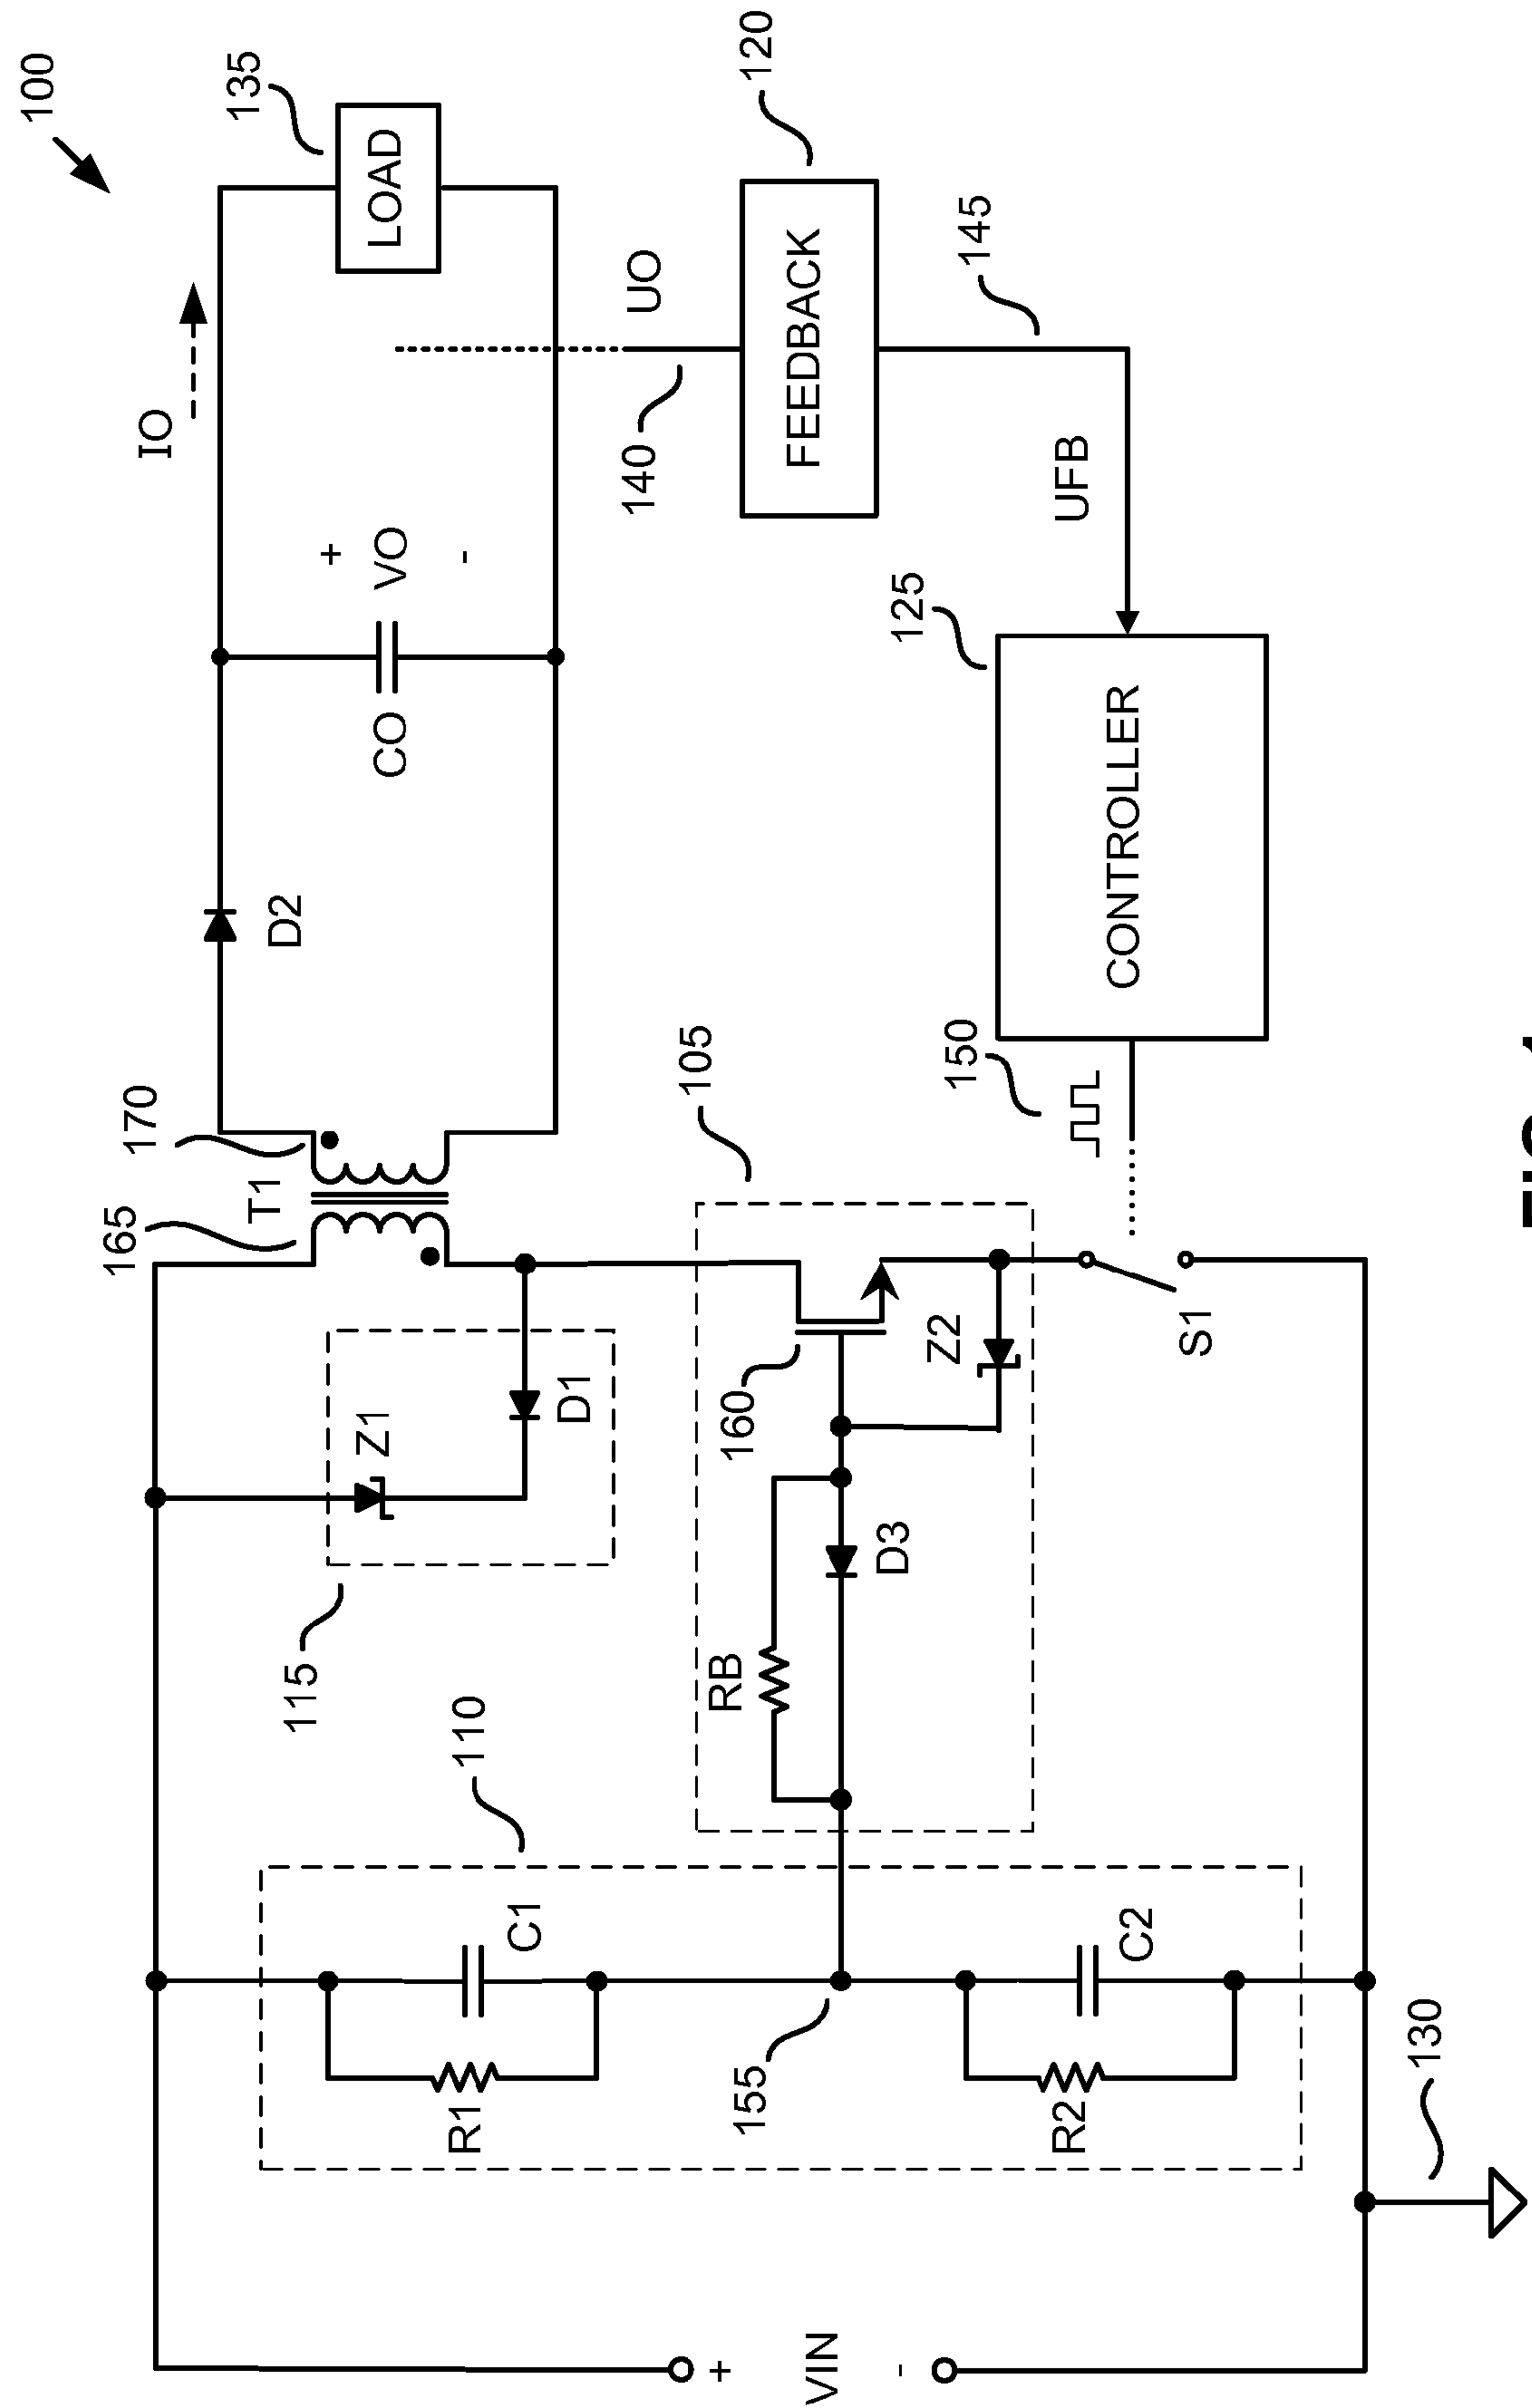 100
165
170
IO
135
T1
D2
115
+
Z1
CO
VO
LOAD
-
R1
110
C1
D1
140
UO
105
+
RB
160
155
120
FEEDBACK
VIN
D3
125
-
Z2
150
145
R2
UFB
C2
CONTROLLER
S1
130